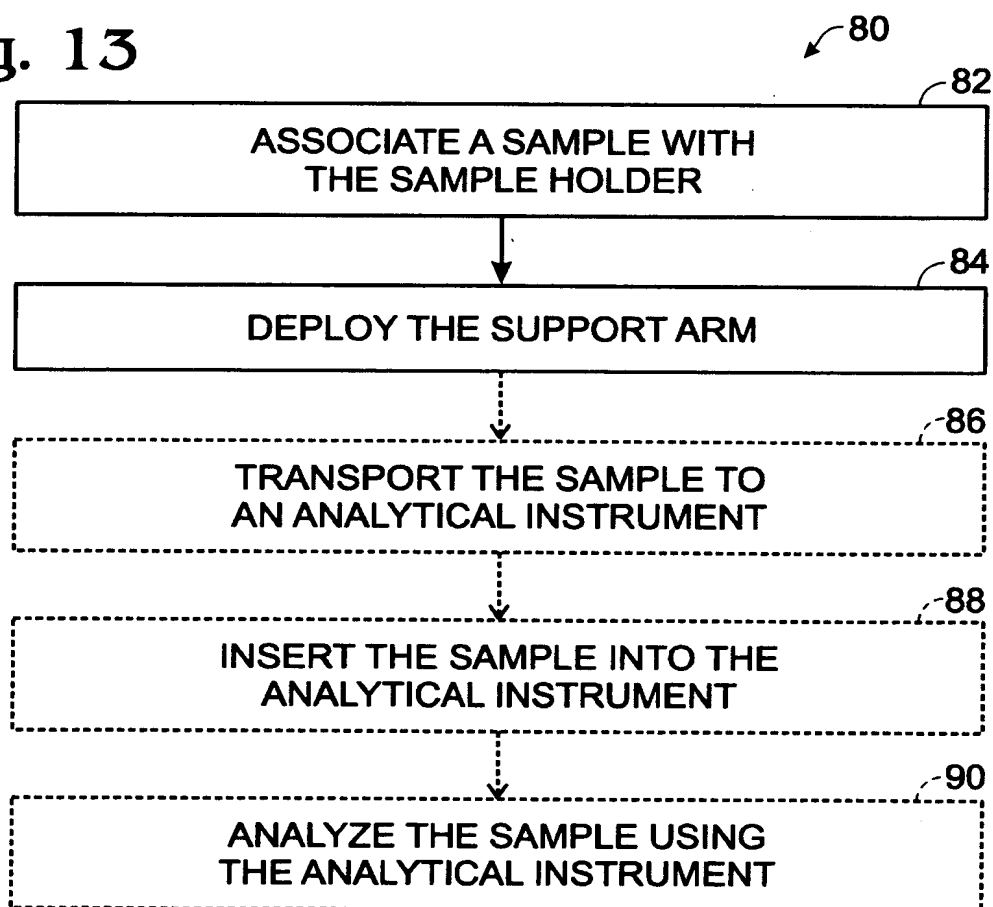 g. 13
80
82
ASSOCIATE A SAMPLE WITH
THE SAMPLE HOLDER
84
DEPLOY THE SUPPORT ARM
86
TRANSPORT THE SAMPLE TO
AN ANALYTICAL INSTRUMENT
88
INSERT THE SAMPLE INTO THE
ANALYTICAL INSTRUMENT
90
ANALYZE THE SAMPLE USING
THE ANALYTICAL INSTRUMENT